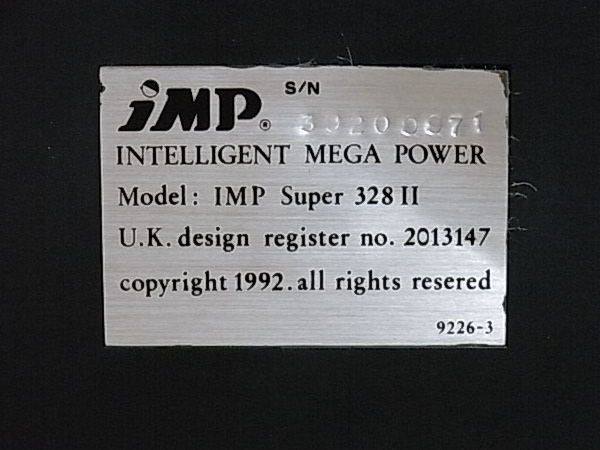 iMP® S/N
INTELLIGENT MEGA POWER
Model: IMP Super 328 II
U.K. design register no. 2013147
copyright 1992. all rights resered
9226-3